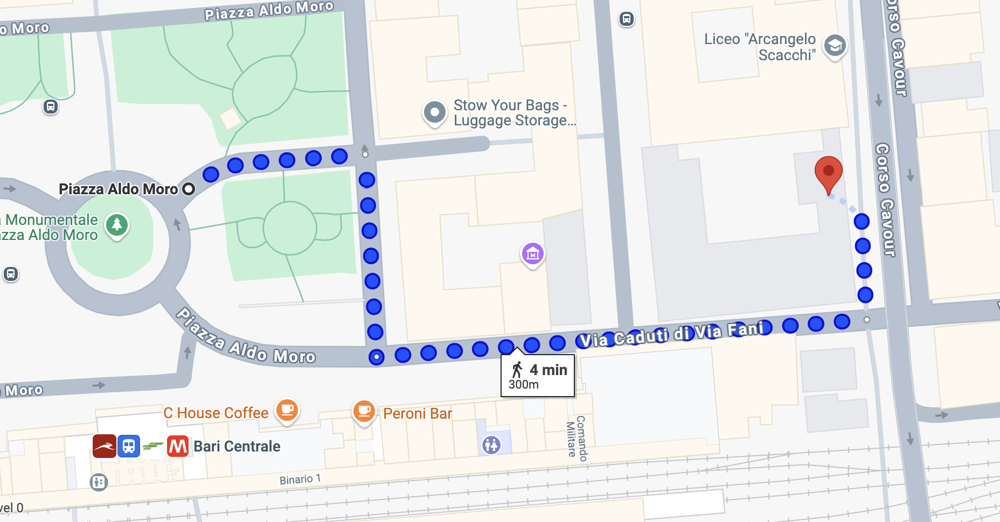 Piazza Aldo Moro
o Moro
orso Cavour
Liceo "Arcangelo
Scacchi"
Stow Your Bags -
Luggage Storage...
Piazza Aldo Moro
Corso Cavour
a Monumentale
azza Aldo Moro
M
Piazza Aldo Moro
Via Caduti di Via Fani
4 min
300m
Moro
C House Coffee
Peroni Bar
Comando
Militare
M
Bari Centrale
Binario 1
vel 0